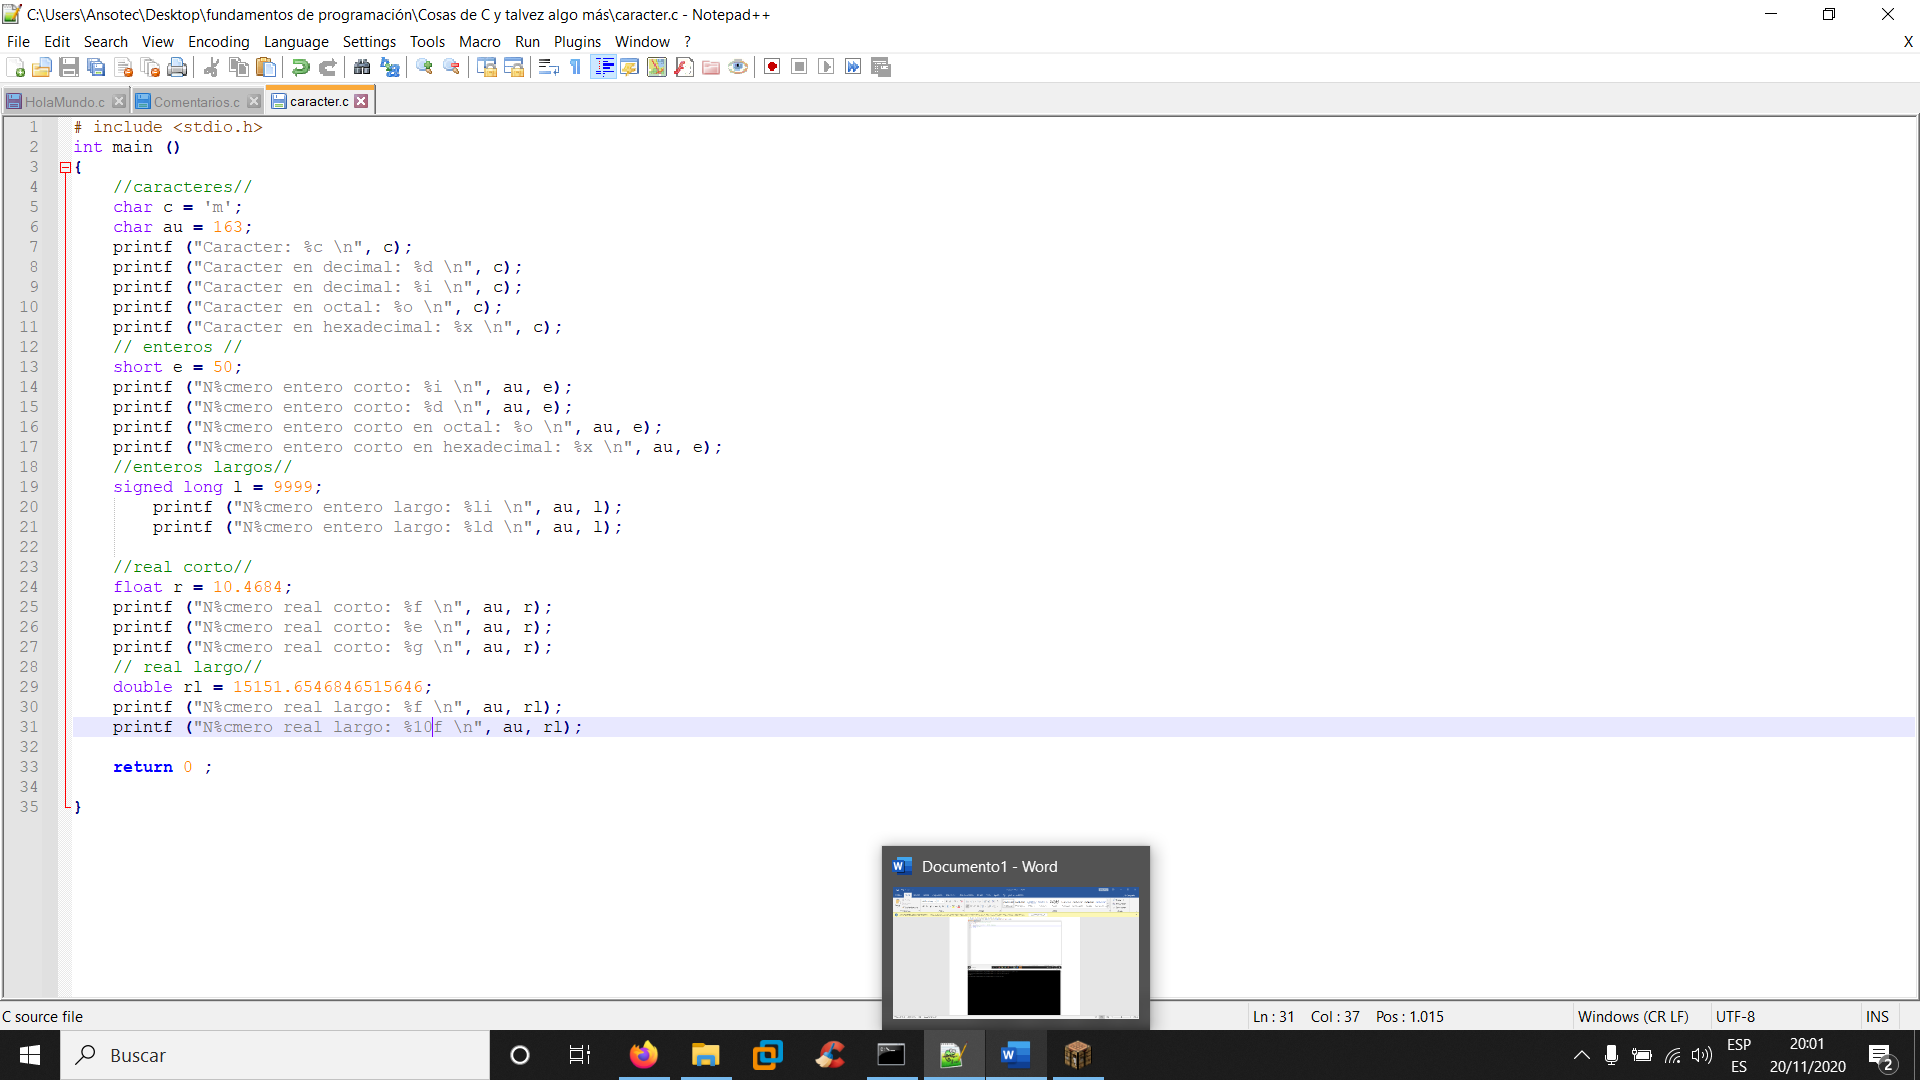 C:\Users\Ansotec\Desktop\fundamentos de programación\Cosas de C y talvez algo más\caracter.c - Notepad++
File Edit Search View Encoding Language Settings Tools Macro Run Plugins Window ? X
HolaMundo.c Comentarios.c caracter.c
1 # include <stdio.h>
2 int main ()
3 {
4 //caracteres//
5 char c = 'm';
6 char au = 163;
7 printf ("Caracter: %c \n", c);
8 printf ("Caracter en decimal: %d \n", c);
9 printf ("Caracter en decimal: %i \n", c);
10 printf ("Caracter en octal: %o \n", c);
11 printf ("Caracter en hexadecimal: %x \n", c);
12 // enteros //
13 short e = 50;
14 printf ("N%cmero entero corto: %i \n", au, e);
15 printf ("N%cmero entero corto: %d \n", au, e);
16 printf ("N%cmero entero corto en octal: %o \n", au, e);
17 printf ("N%cmero entero corto en hexadecimal: %x \n", au, e);
18 //enteros largos//
19 signed long l = 9999;
20 printf ("N%cmero entero largo: %li \n", au, l);
21 printf ("N%cmero entero largo: %ld \n", au, l);
22
23 //real corto//
24 float r = 10.4684;
25 printf ("N%cmero real corto: %f \n", au, r);
26 printf ("N%cmero real corto: %e \n", au, r);
27 printf ("N%cmero real corto: %g \n", au, r);
28 // real largo//
29 double rl = 15151.6546846515646;
30 printf ("N%cmero real largo: %f \n", au, rl);
31 printf ("N%cmero real largo: %10f \n", au, rl);
32
33 return 0 ;
34
35 }
Documento1 - Word
C source file Ln : 31 Col : 37 Pos : 1.015 Windows (CR LF) UTF-8 INS
Buscar
ESP
ES
20:01
20/11/2020
2